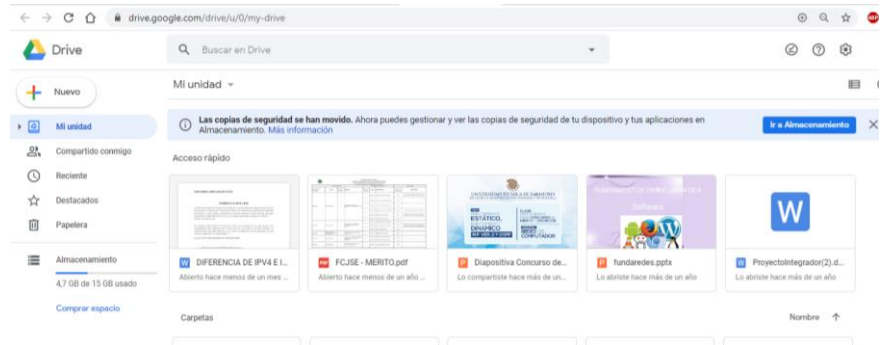 drive.google.com/drive/u/0/my-drive
Drive
Buscar en Drive
Nuevo
Mi unidad
Mi unidad
Compartido conmigo
Reciente
Destacados
Papelera
Almacenamiento
4,7 GB de 15 GB usado
Comprar espacio
Las copias de seguridad se han movido. Ahora puedes gestionar y ver las copias de seguridad de tu dispositivo y tus aplicaciones en
Almacenamiento. Más información
Ir a Almacenamiento
Acceso rápido
DIFERENCIA DE IPV4 E I...
Abierto hace menos de un mes ...
FCJSE - MERITO.pdf
Abierto hace menos de un año ...
ESTÁTICO.
DINÁMICO
COMPUTADOR
Diapositiva Concurso de...
Lo compartiste hace más de un...
Software
fundaredes.pptx
Lo abriste hace más de un año
W
ProyectoIntegrador(2).d...
Lo abriste hace más de un año
Carpetas
Nombre